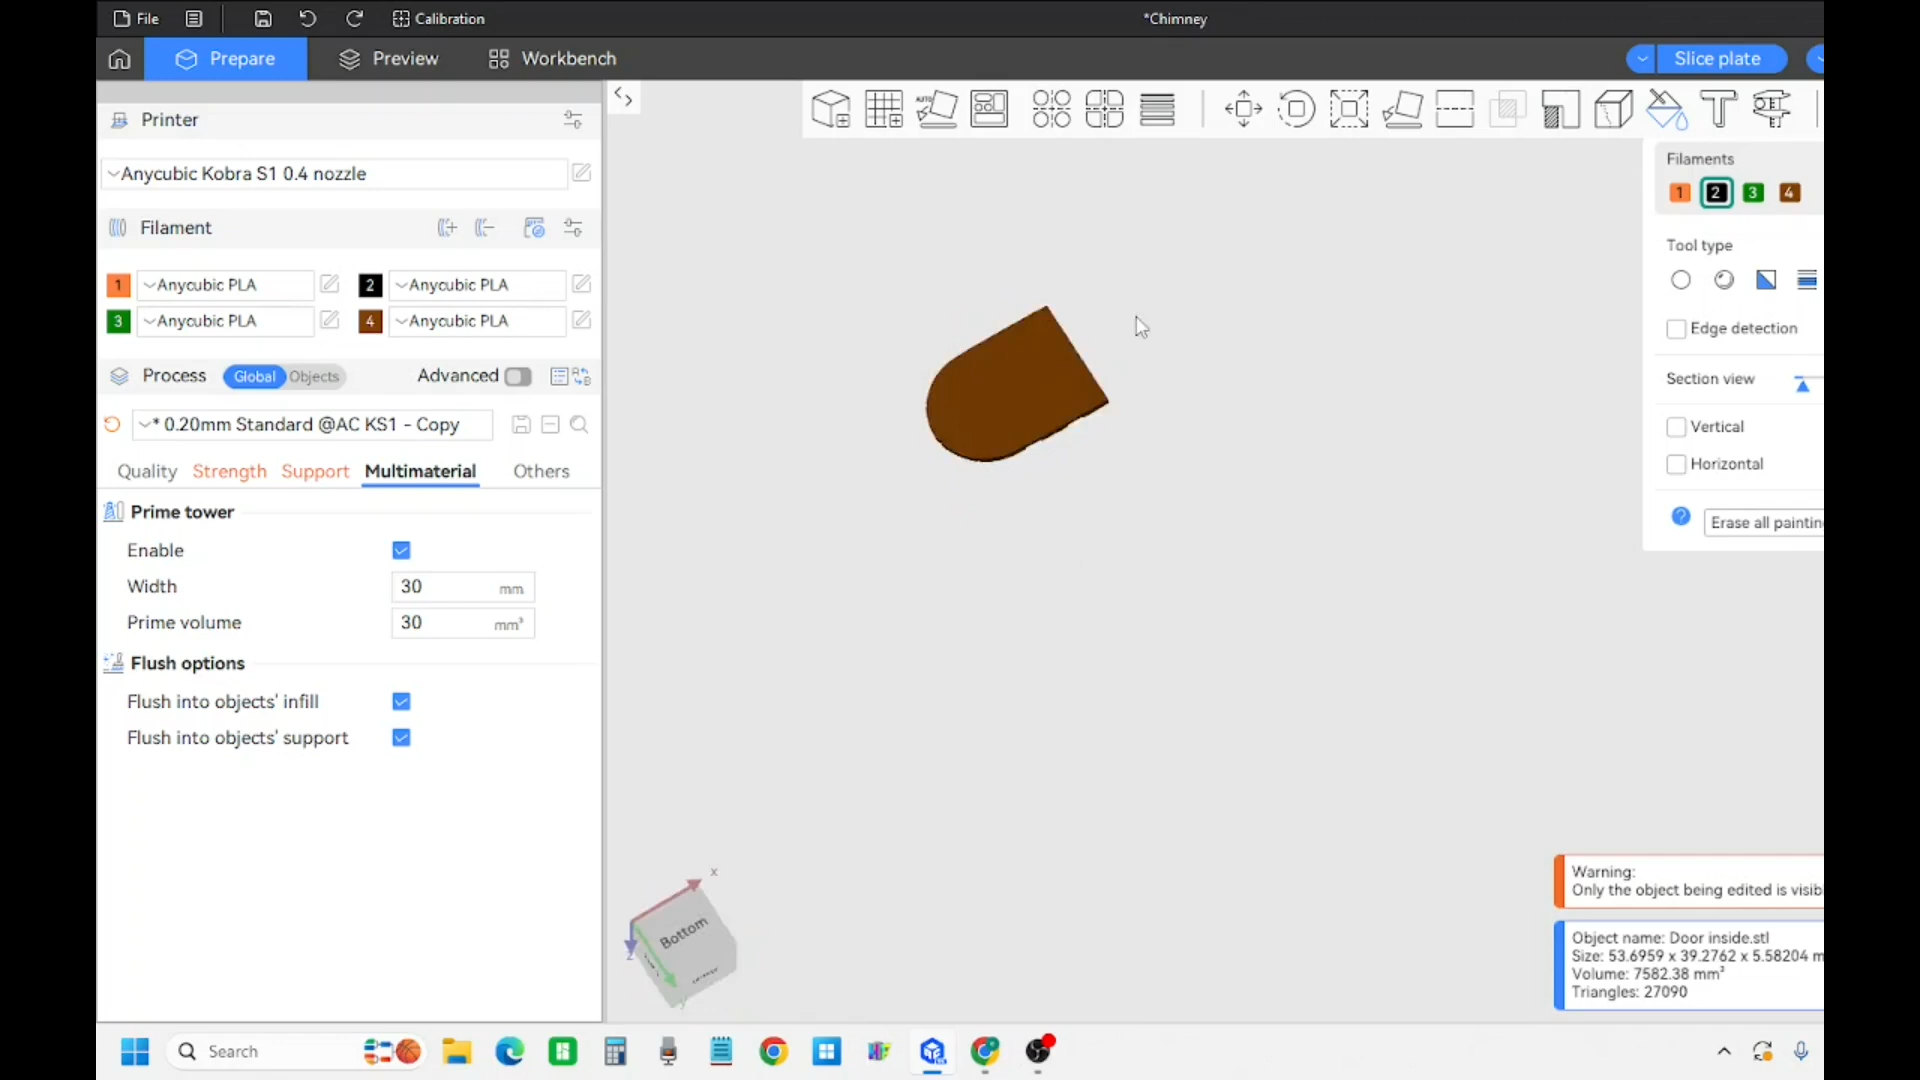 File
Calibration
*Chimney
Prepare
Preview
Workbench
Slice plate
Printer
Anycubic Kobra S1 0.4 nozzle
Filament
1 Anycubic PLA
2 Anycubic PLA
3 Anycubic PLA
4 Anycubic PLA
Process
Global
Objects
Advanced
* 0.20mm Standard @AC KS1 - Copy
Quality
Strength
Support
Multimaterial
Others
Prime tower
Enable
Width
30 mm
Prime volume
30 mm³
Flush options
Flush into objects' infill
Flush into objects' support
AUTO
Filaments
1 2 3 4
Tool type
Edge detection
Section view
Vertical
Horizontal
? Erase all paintin
x
Bottom
z
y
Warning:
Only the object being edited is visib
Object name: Door inside.stl
Size: 53.6959 x 39.2762 x 5.58204 m
Volume: 7582.38 mm³
Triangles: 27090
Search